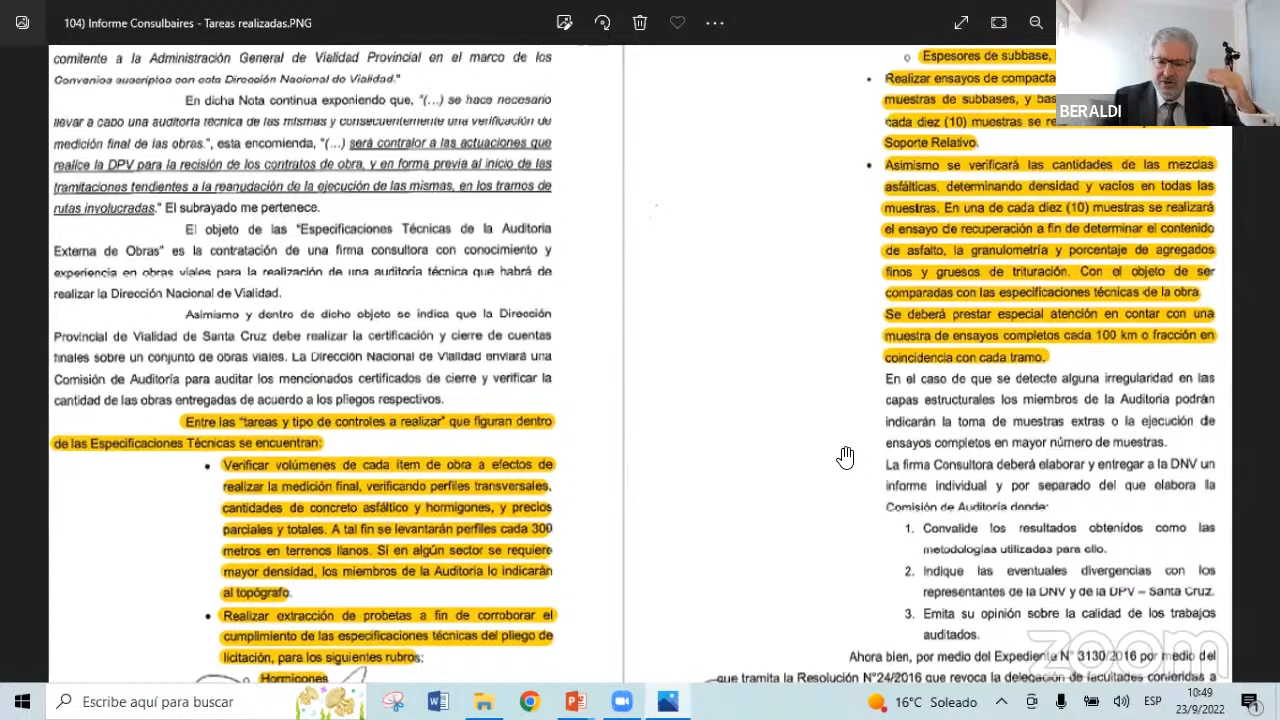 104) Informe Consulbaires - Tareas realizadas.PNG
comitente a la Administración General de Vialidad Provincial en el marco de los
Convenios suscriptos con esta Dirección Nacional de Vialidad."
En dicha Nota continua exponiendo que, "(...) se hace necesario
llevar a cabo una auditoría técnica de las mismas y consecuentemente una verificación de
medición final de las obras.", esta encomienda, "(...) será contralor a las actuaciones que
realice la DPV para la recisión de los contratos de obra, y en forma previa al inicio de las
tramitaciones tendientes a la reanudación de la ejecución de las mismas, en los tramos de
rutas involucradas." El subrayado me pertenece.
El objeto de las "Especificaciones Técnicas de la Auditoria
Externa de Obras" es la contratación de una firma consultora con conocimiento y
experiencia en obras viales para la realización de una auditoria técnica que habrá de
realizar la Dirección Nacional de Vialidad.
Asimismo y dentro de dicho objeto se indica que la Dirección
Provincial de Vialidad de Santa Cruz debe realizar la certificación y cierre de cuentas
finales sobre un conjunto de obras viales. La Dirección Nacional de Vialidad enviará una
Comisión de Auditoría para auditar los mencionados certificados de cierre y verificar la
cantidad de las obras entregadas de acuerdo a los pliegos respectivos.
Entre las "tareas y tipo de controles a realizar" que figuran dentro
de las Especificaciones Técnicas se encuentran:
• Verificar volúmenes de cada ítem de obra a efectos de
realizar la medición final, verificando perfiles transversales,
cantidades de concreto asfáltico y hormigones, y precios
parciales y totales. A tal fin se levantarán perfiles cada 300
metros en terrenos llanos. Si en algún sector se requiere
mayor densidad, los miembros de la Auditoria lo indicarán
al topógrafo.
• Realizar extracción de probetas a fin de corroborar el
cumplimiento de las especificaciones técnicas del pliego de
licitación, para los siguientes rubros:
Hormigones
o Espesores de subbase,
• Realizar ensayos de compacta
muestras de subbases, y bas
cada diez (10) muestras se re
Soporte Relativo.
• Asimismo se verificará las cantidades de las mezclas
asfálticas, determinando densidad y vacíos en todas las
muestras. En una de cada diez (10) muestras se realizará
el ensayo de recuperación a fin de determinar el contenido
de asfalto, la granulometría y porcentaje de agregados
finos y gruesos de trituración. Con el objeto de ser
comparadas con las especificaciones técnicas de la obra.
Se deberá prestar especial atención en contar con una
muestra de ensayos completos cada 100 km o fracción en
coincidencia con cada tramo.
En el caso de que se detecte alguna irregularidad en las
capas estructurales los miembros de la Auditoría podrán
indicarán la toma de muestras extras o la ejecución de
ensayos completos en mayor número de muestras.
La firma Consultora deberá elaborar y entregar a la DNV un
informe individual y por separado del que elabora la
Comisión de Auditoría donde:
1. Convalide los resultados obtenidos como las
metodologías utilizadas para ello.
2. Indique las eventuales divergencias con los
representantes de la DNV y de la DPV – Santa Cruz.
3. Emita su opinión sobre la calidad de los trabajos
auditados.
Ahora bien, por medio del Expediente N° 3130/2016 por medio del
que tramita la Resolución N°24/2016 que revoca la delegación de facultades conferidas a
BERALDI
zoom
Escribe aquí para buscar
16°C Soleado
ESP
10:49
23/9/2022
1